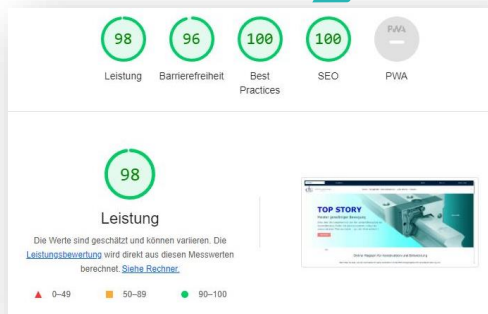 98 96 100 100 PWA
Leistung Barrierefreiheit Best Practices SEO PWA
98
Leistung
Die Werte sind geschätzt und können variieren. Die
Leistungsbewertung wird direkt aus diesen Messwerten
berechnet. Siehe Rechner.
0–49 50–89 90–100
TOP STORY